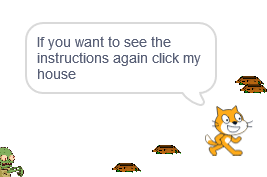 If you want to see the
instructions again click my
house